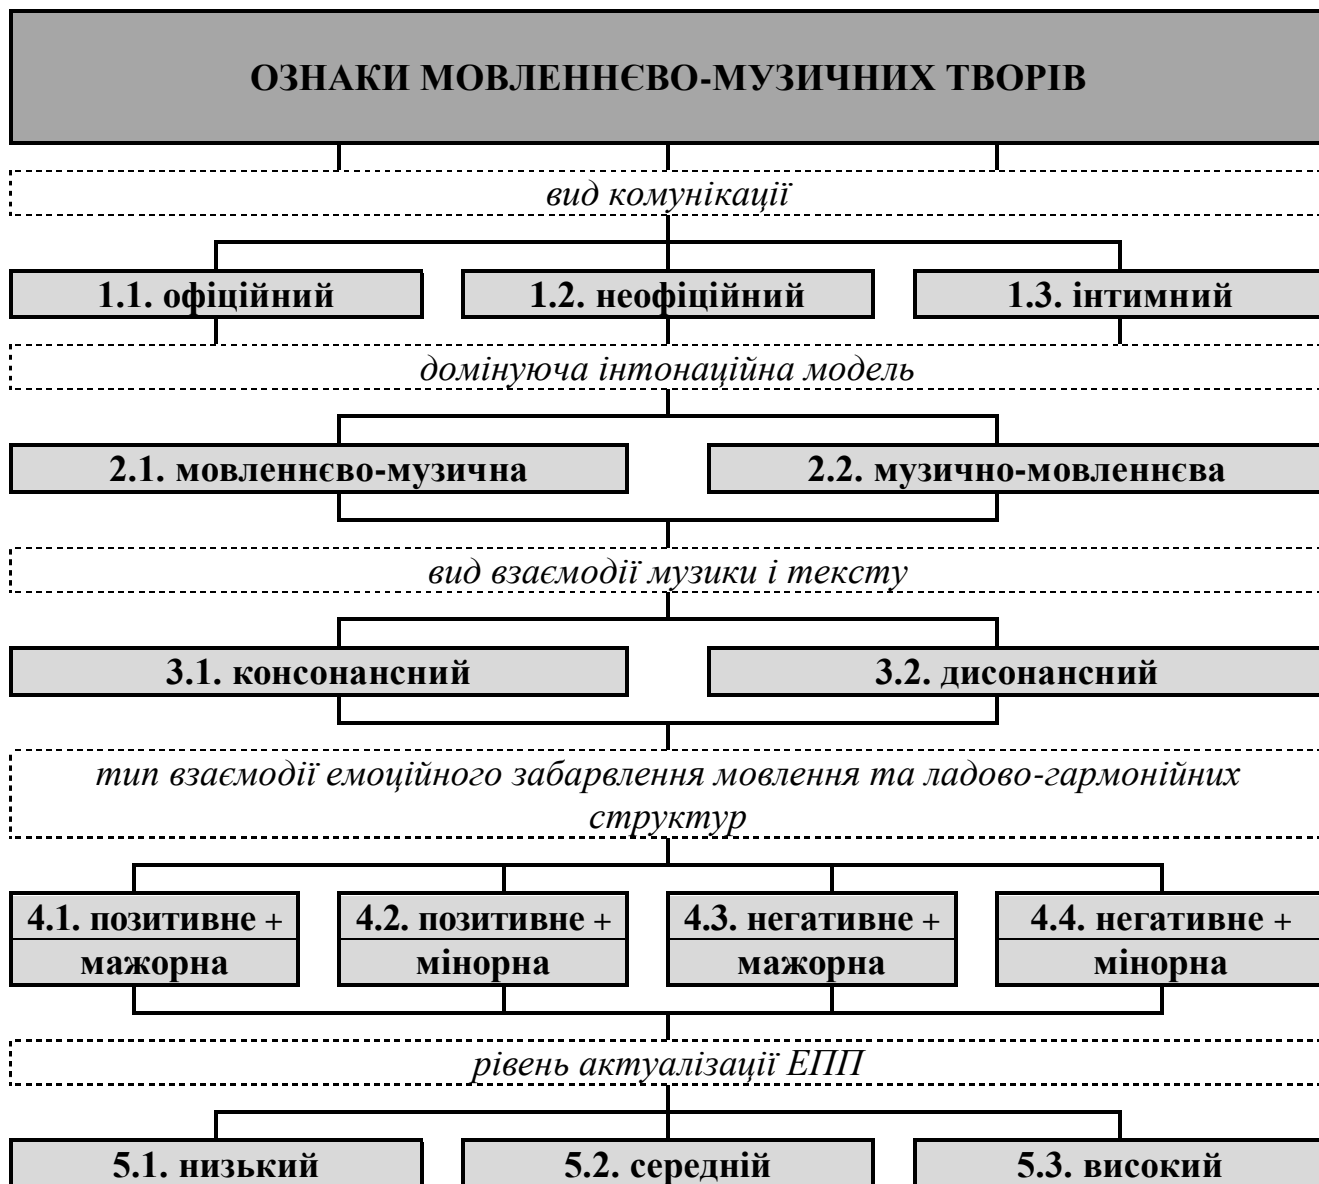 ОЗНАКИ МОВЛЕННЄВО-МУЗИЧНИХ ТВОРІВ
вид комунікації
1.1. офіційний
1.2. неофіційний
1.3. інтимний
домінуюча інтонаційна модель
2.1. мовленнєво-музична
2.2. музично-мовленнєва
вид взаємодії музики і тексту
3.1. консонансний
3.2. дисонансний
тип взаємодії емоційного забарвлення мовлення та ладово-гармонійних
структур
4.1. позитивне +
мажорна
4.2. позитивне +
мінорна
4.3. негативне +
мажорна
4.4. негативне +
мінорна
рівень актуалізації ЕПП
5.1. низький
5.2. середній
5.3. високий